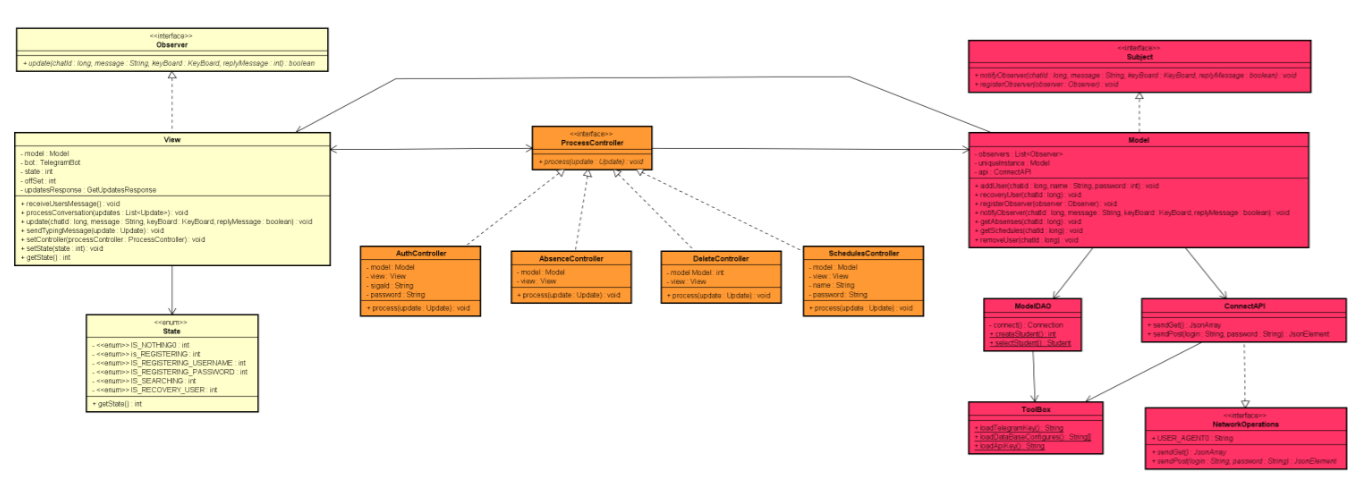 <<interface>>
Observer
+ update(chatId : long, message : String, keyBoard : KeyBoard, replyMessage : int) : boolean
<<interface>>
Subject
+ notifyObserver(chatId : long, message : String, keyBoard : KeyBoard, replyMessage : boolean) : void
+ registerObserver(observer : Observer) : void
View
- model : Model
- bot : TelegramBot
- state : int
- offSet : int
- updatesResponse : GetUpdatesResponse
+ receiveUsersMessage() : void
+ processConversation(updates : List<Update>) : void
+ update(chatId : long, message : String, keyBoard : KeyBoard, replyMessage : boolean) : void
+ sendTypingMessage(update : Update) : void
+ setController(processController : ProcessController) : void
+ setState(state : int) : void
+ getState() : int
<<interface>>
ProcessController
+ process(update : Update) : void
Model
- observers : List<Observer>
- uniqueInstance : Model
- api : ConnectAPI
+ addUser(chatId : long, name : String, password : int) : void
+ recoveryUser(chatId : long) : void
+ registerObserver(observer : Observer) : void
+ notifyObserver(chatId : long, message : String, keyBoard : KeyBoard, replyMessage : boolean) : void
+ getAbsenses(chatId : long) : void
+ getSchedules(chatId : long) : void
+ removeUser(chatId : long) : void
AuthController
- model : Model
- view : View
- sigaId : String
- password : String
+ process(update : Update) : void
AbsenceController
- model : Model
- view : View
+ process(update : Update) : void
DeleteController
- model Model : int
- view : View
+ process(update : Update) : void
SchedulesController
- model : Model
- view : View
- name : String
- password : String
+ process(update : Update) : void
<<enum>>
State
- <<enum>> IS_NOTHING0 : int
- <<enum>> is_REGISTERING : int
- <<enum>> IS_REGISTERING_USERNAME : int
- <<enum>> IS_REGISTERING_PASSWORD : int
- <<enum>> IS_SEARCHING : int
- <<enum>> IS_RECOVERY_USER : int
+ getState() : int
ModelDAO
- connect() : Connection
+ createStudent() : int
+ selectStudent() : Student
ConnectAPI
+ sendGet() : JsonArray
+ sendPost(login : String, password : String) : JsonElement
ToolBox
+ loadTelegramKey() : String
+ loadDataBaseConfigures() : String[]
+ loadApiKey() : String
<<interface>>
NetworkOperations
+ USER_AGENT0 : String
+ sendGet() : JsonArray
+ sendPost(login : String, password : String) : JsonElement